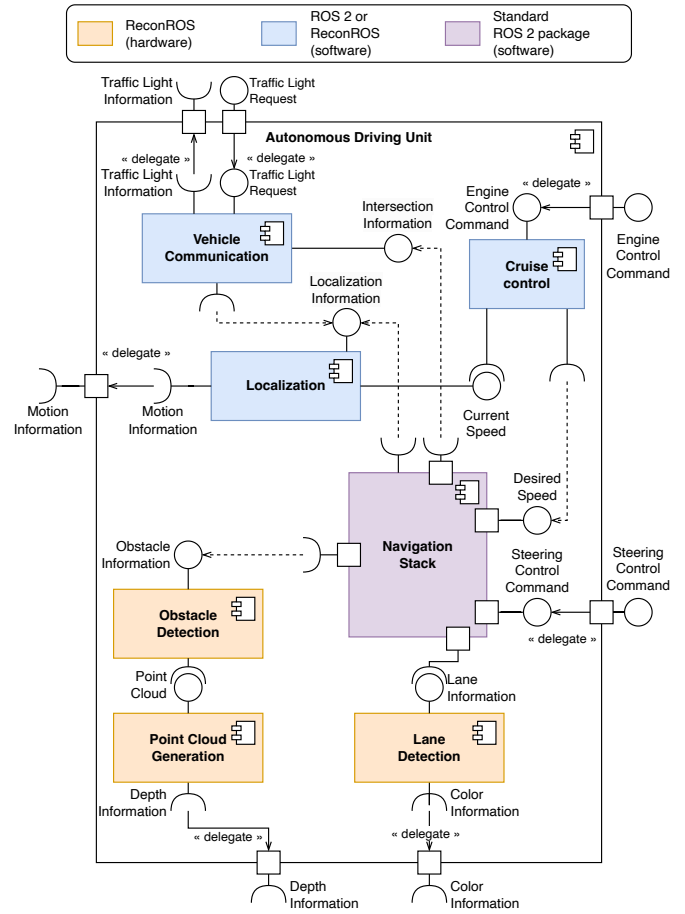 ReconROS
(hardware)
ROS 2 or
ReconROS
(software)
Standard
ROS 2 package
(software)
Traffic Light
Information
Traffic Light
Request
Autonomous Driving Unit
« delegate »
« delegate »
Traffic Light
Information
Traffic Light
Request
Intersection
Information
Engine
Control
Command
« delegate »
Engine
Control
Command
Vehicle
Communication
Cruise
control
Localization
Information
« delegate »
Localization
Motion
Information
Motion
Information
Current
Speed
Desired
Speed
Navigation
Stack
Obstacle
Information
Steering
Control
Command
Steering
Control
Command
« delegate »
Obstacle
Detection
Point
Cloud
Lane
Information
Point Cloud
Generation
Lane
Detection
Depth
Information
Color
Information
« delegate »
« delegate »
Depth
Information
Color
Information